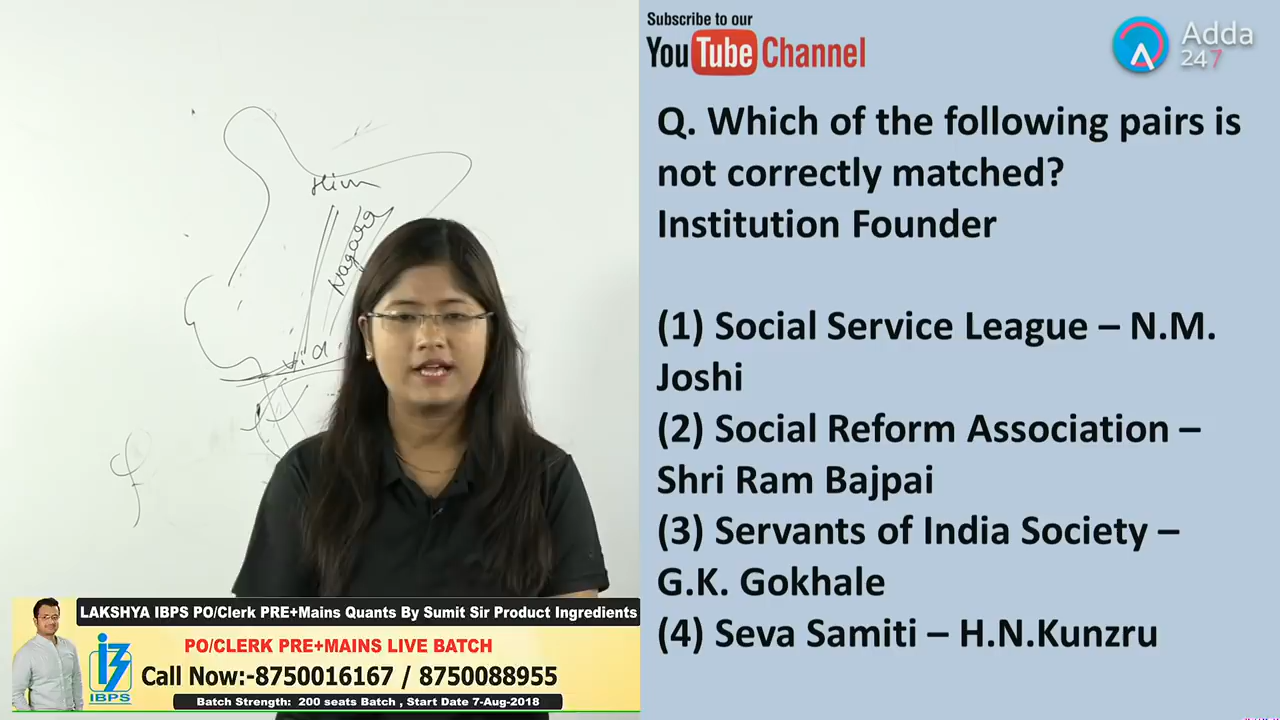 Subscribe to our
YouTube Channel
Adda
247
Q. Which of the following pairs is
not correctly matched?
Institution Founder
(1) Social Service League – N.M.
Joshi
(2) Social Reform Association –
Shri Ram Bajpai
(3) Servants of India Society –
G.K. Gokhale
(4) Seva Samiti – H.N.Kunzru
Him
Nagara
LAKSHYA IBPS PO/Clerk PRE+Mains Quants By Sumit Sir Product Ingredients
PO/CLERK PRE+MAINS LIVE BATCH
Call Now:-8750016167 / 8750088955
IBPS
Batch Strength: 200 seats Batch , Start Date 7-Aug-2018